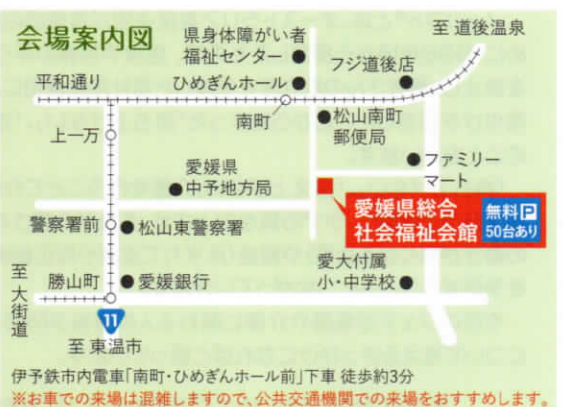 会場案内図
県身体障がい者
福祉センター
至 道後温泉
フジ道後店
平和通り
ひめぎんホール
南町
松山南町
郵便局
上一万
ファミリー
マート
愛媛県
中予地方局
愛媛県総合
社会福祉会館
無料P
50台あり
警察署前
松山東警察署
愛大付属
小・中学校
至 大街道
勝山町
愛媛銀行
11
至 東温市
伊予鉄市内電車「南町・ひめぎんホール前」下車 徒歩約3分
※お車での来場は混雑しますので、公共交通機関での来場をおすすめします。